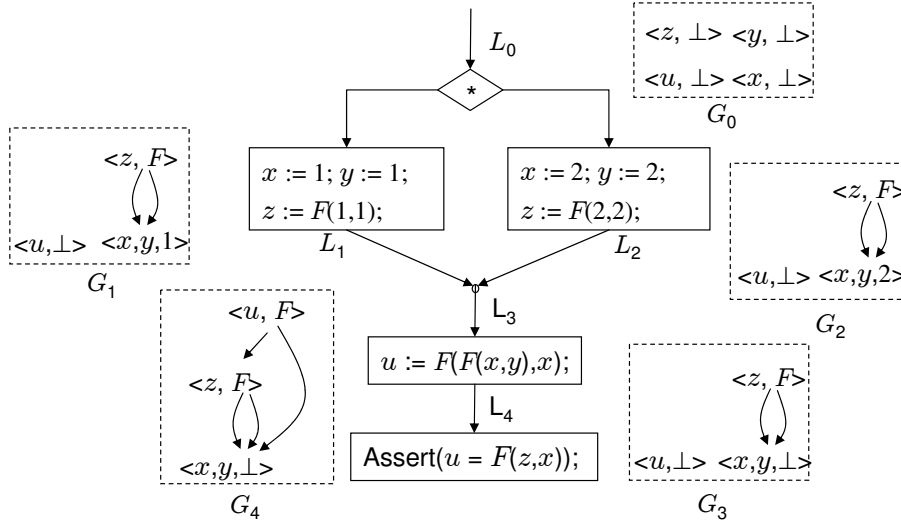 L0
*
<z, ⊥> <y, ⊥>
<u, ⊥> <x, ⊥>
G0
<z, F>
<u,⊥> <x,y,1>
G1
x := 1; y := 1;
z := F(1,1);
L1
x := 2; y := 2;
z := F(2,2);
L2
<z, F>
<u,⊥> <x,y,2>
G2
L3
u := F(F(x,y),x);
L4
Assert(u = F(z,x));
<u, F>
<z, F>
<x,y,⊥>
G4
<z, F>
<u,⊥> <x,y,⊥>
G3